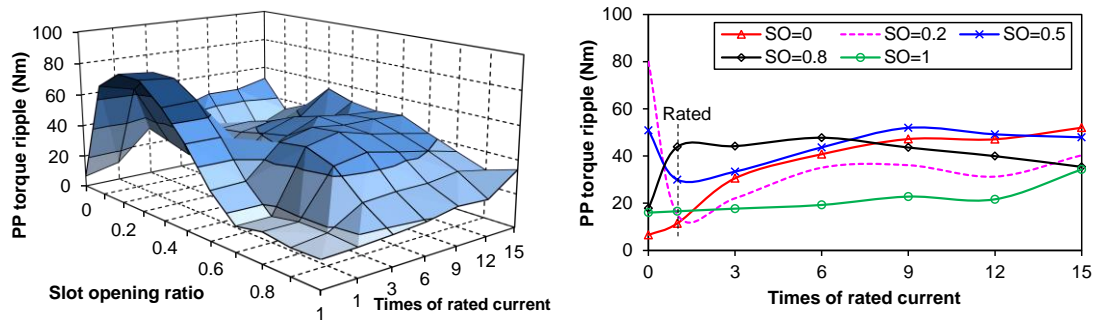 PP torque ripple (Nm)
100
80
60
40
20
0
0
0.2
0.4
0.6
0.8
1
Slot opening ratio
1
3
6
9
12
15
Times of rated current
PP torque ripple (Nm)
100
80
60
40
20
0
SO=0
SO=0.2
SO=0.5
SO=0.8
SO=1
Rated
0
3
6
9
12
15
Times of rated current